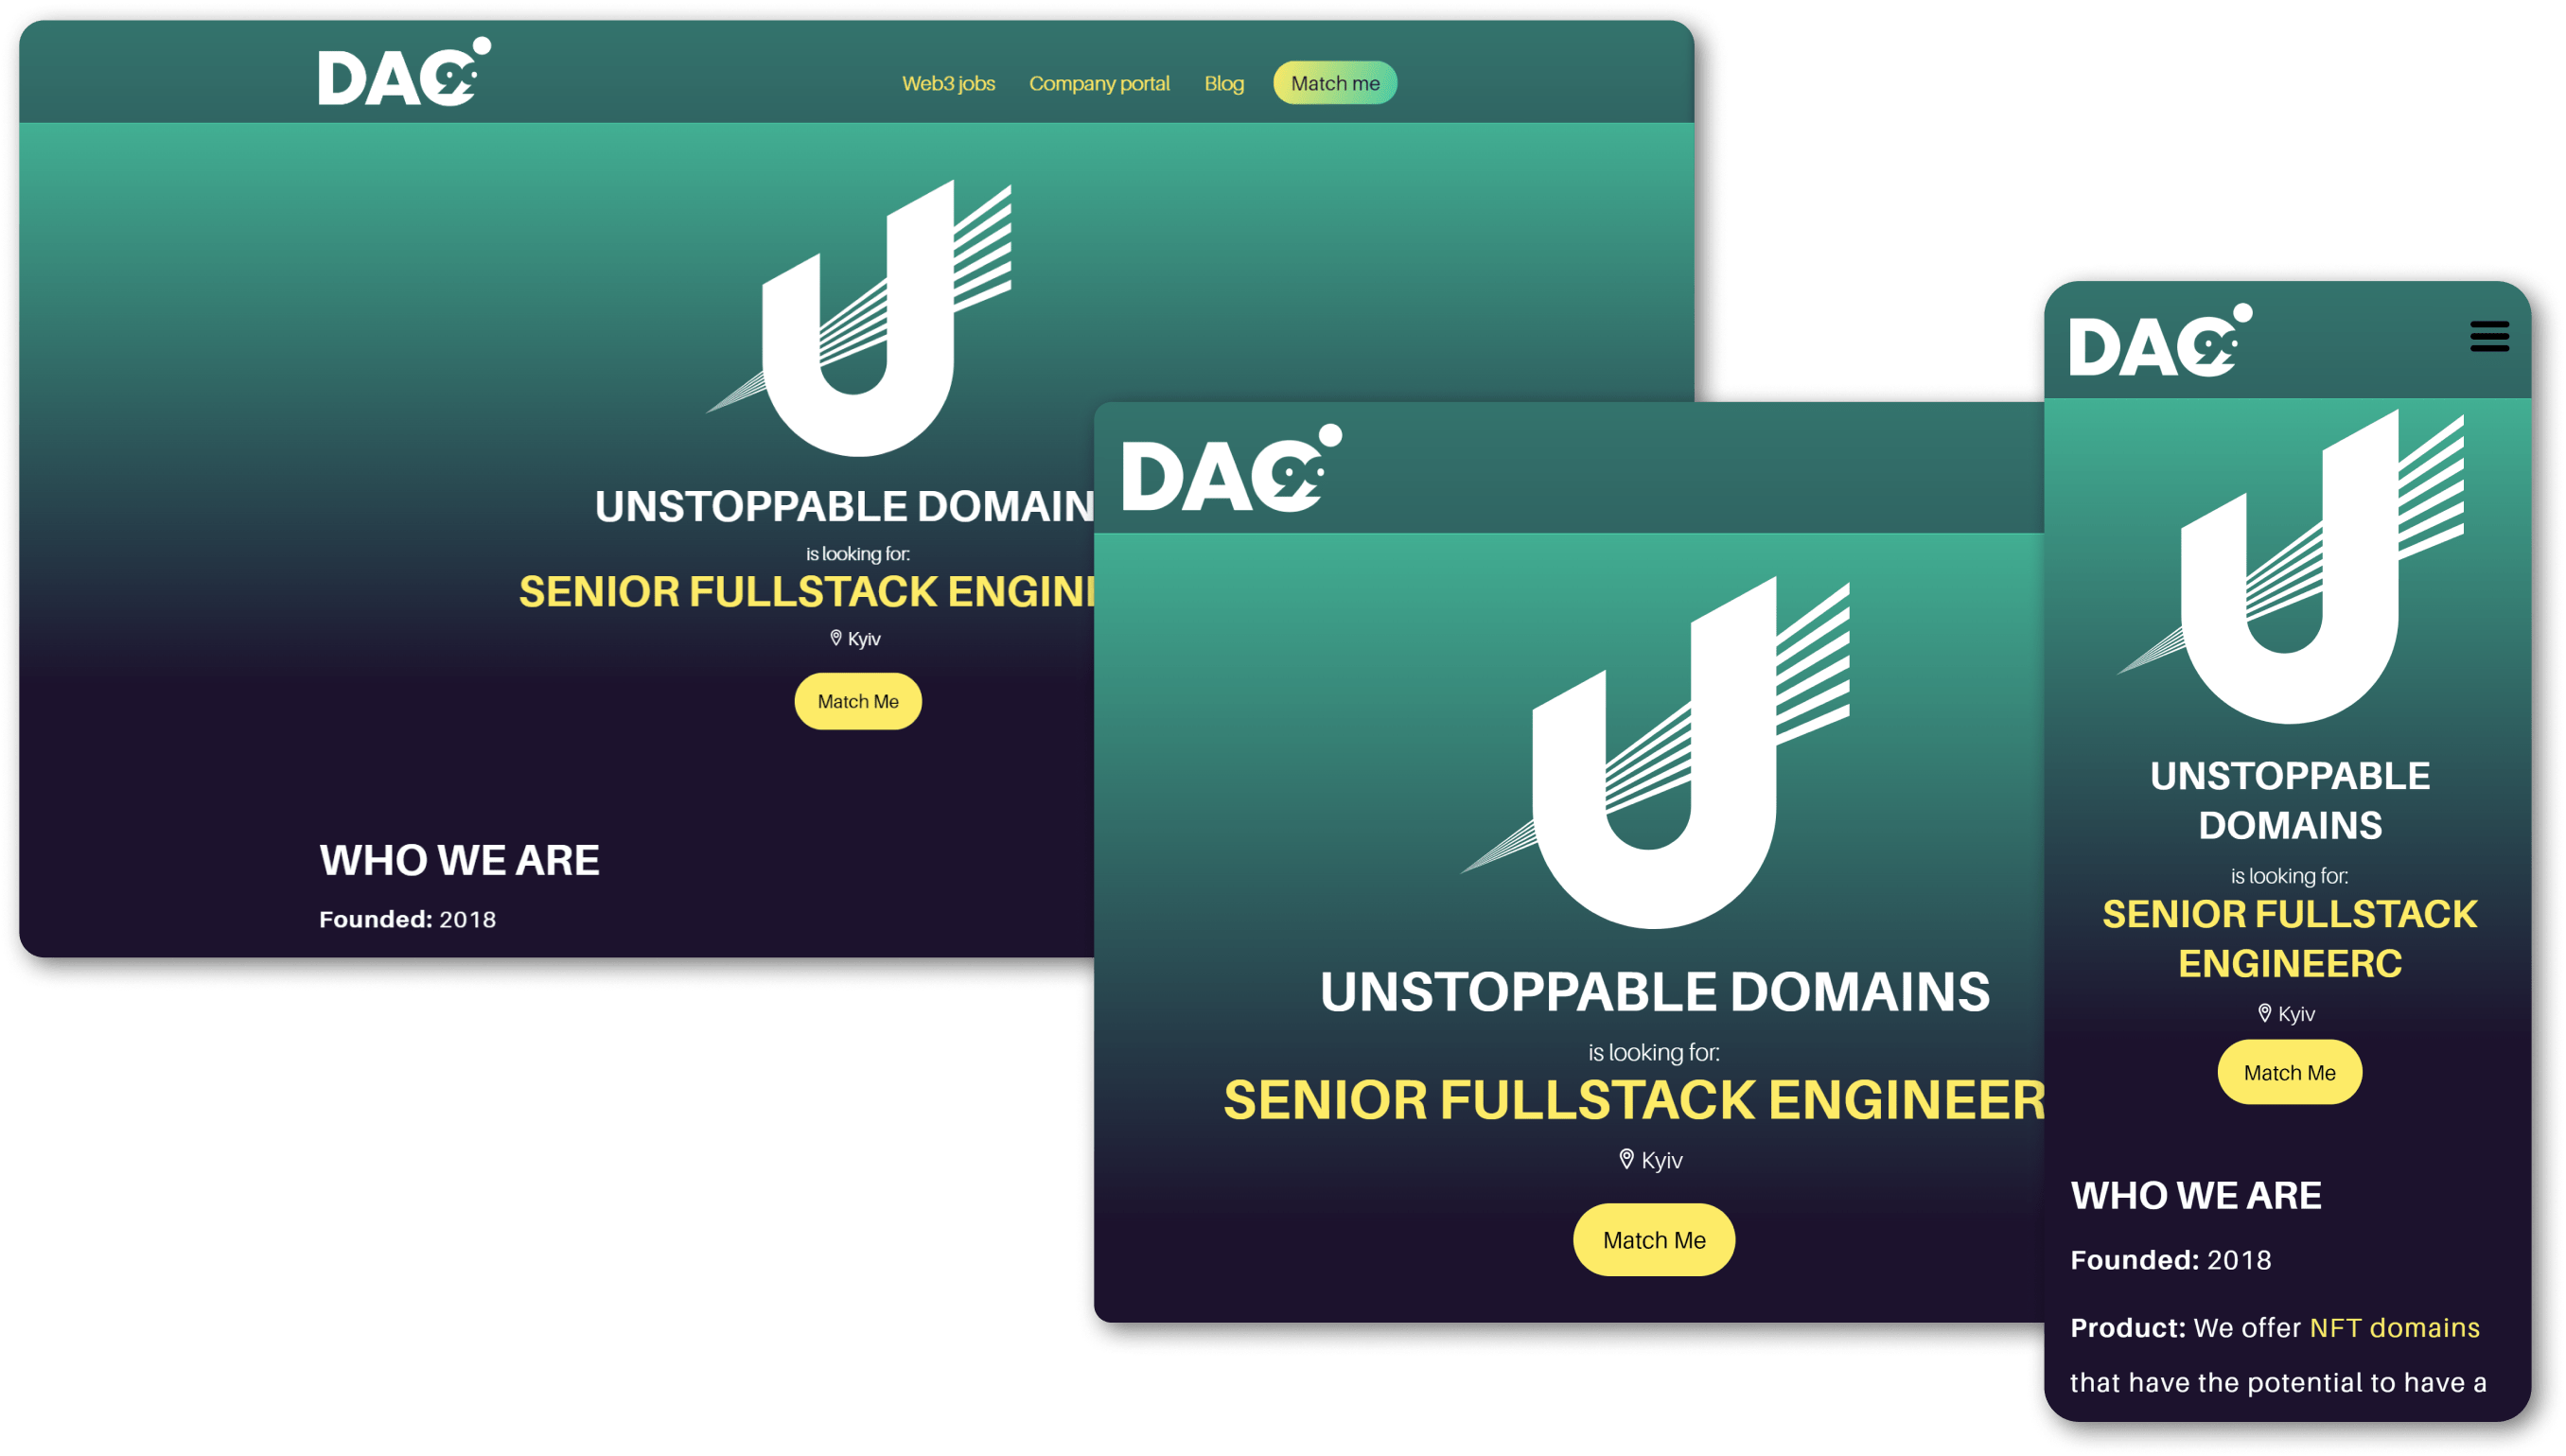 DAO
Web3 jobs Company portal Blog Match me
UNSTOPPABLE DOMAIN
is looking for:
SENIOR FULLSTACK ENGIN
Kyiv
Match Me
WHO WE ARE
Founded: 2018
DAO
UNSTOPPABLE DOMAINS
is looking for:
SENIOR FULLSTACK ENGINEER
Kyiv
Match Me
DAO
UNSTOPPABLE
DOMAINS
is looking for:
SENIOR FULLSTACK
ENGINEERC
Kyiv
Match Me
WHO WE ARE
Founded: 2018
Product: We offer NFT domains
that have the potential to have a